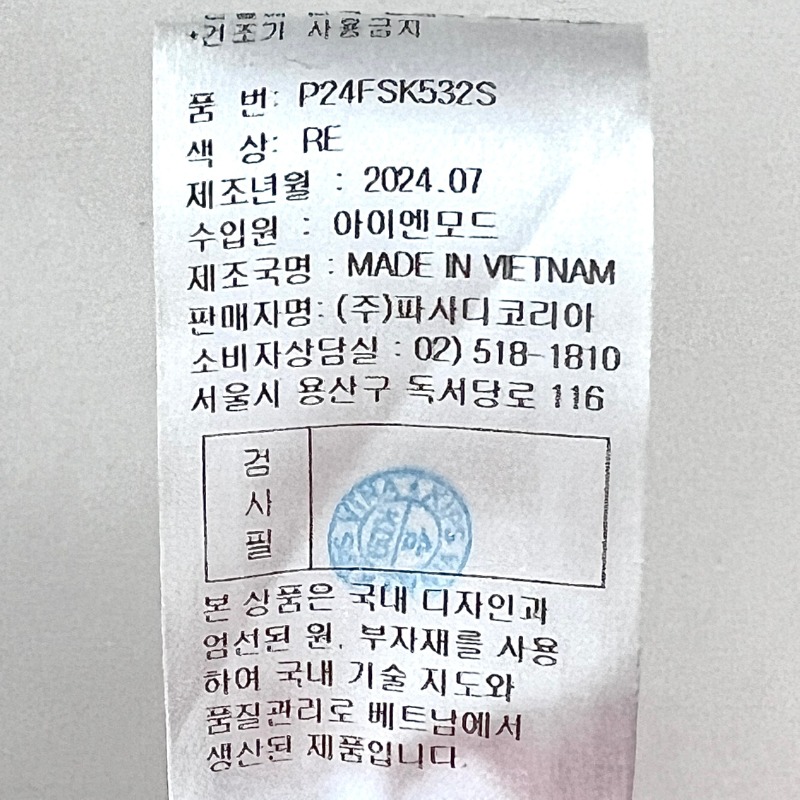 *건조기 사용금지
품 번: P24FSK532S
색 상: RE
제조년월 : 2024.07
수입원 : 아이엔모드
제조국명 : MADE IN VIETNAM
판매자명: (주)파사디코리아
소비자상담실 : 02) 518-1810
서울시 용산구 독서당로 116
검
사
필
본 상품은 국내 디자인과
엄선된 원, 부자재를 사용
하여 국내 기술 지도와
품질관리로 베트남에서
생산된 제품입니다.